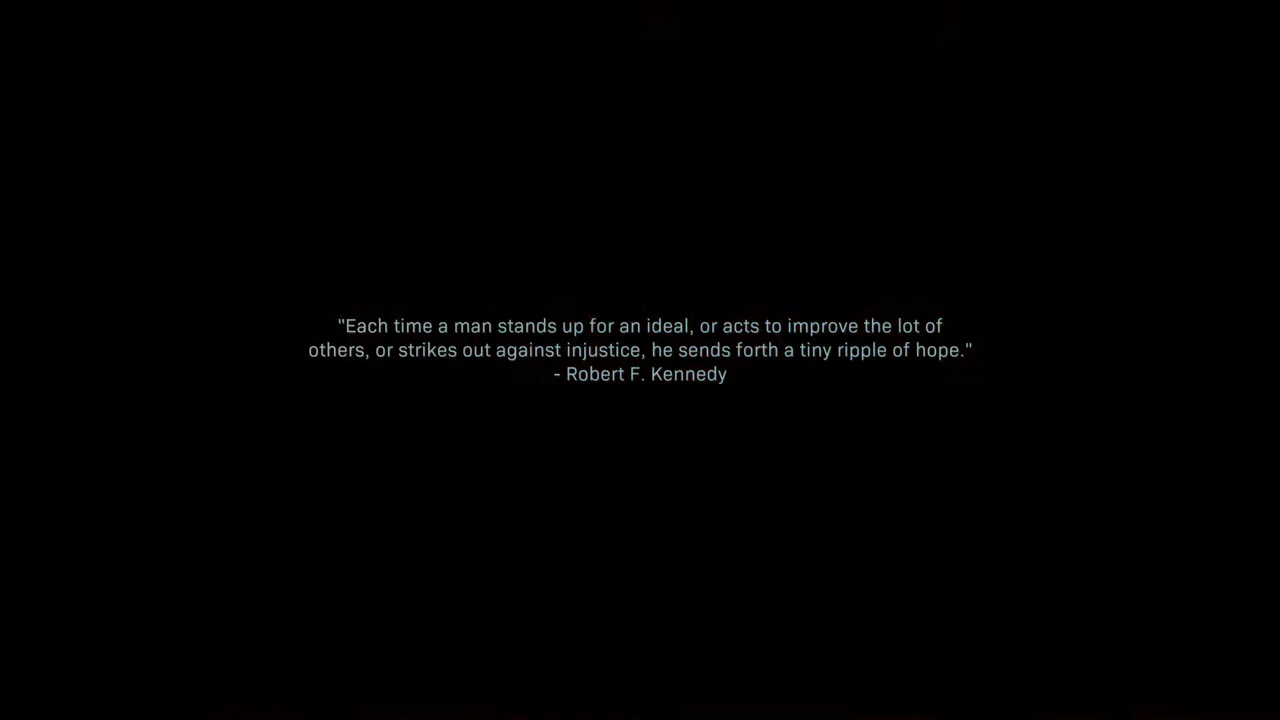 "Each time a man stands up for an ideal, or acts to improve the lot of
others, or strikes out against injustice, he sends forth a tiny ripple of hope."
- Robert F. Kennedy